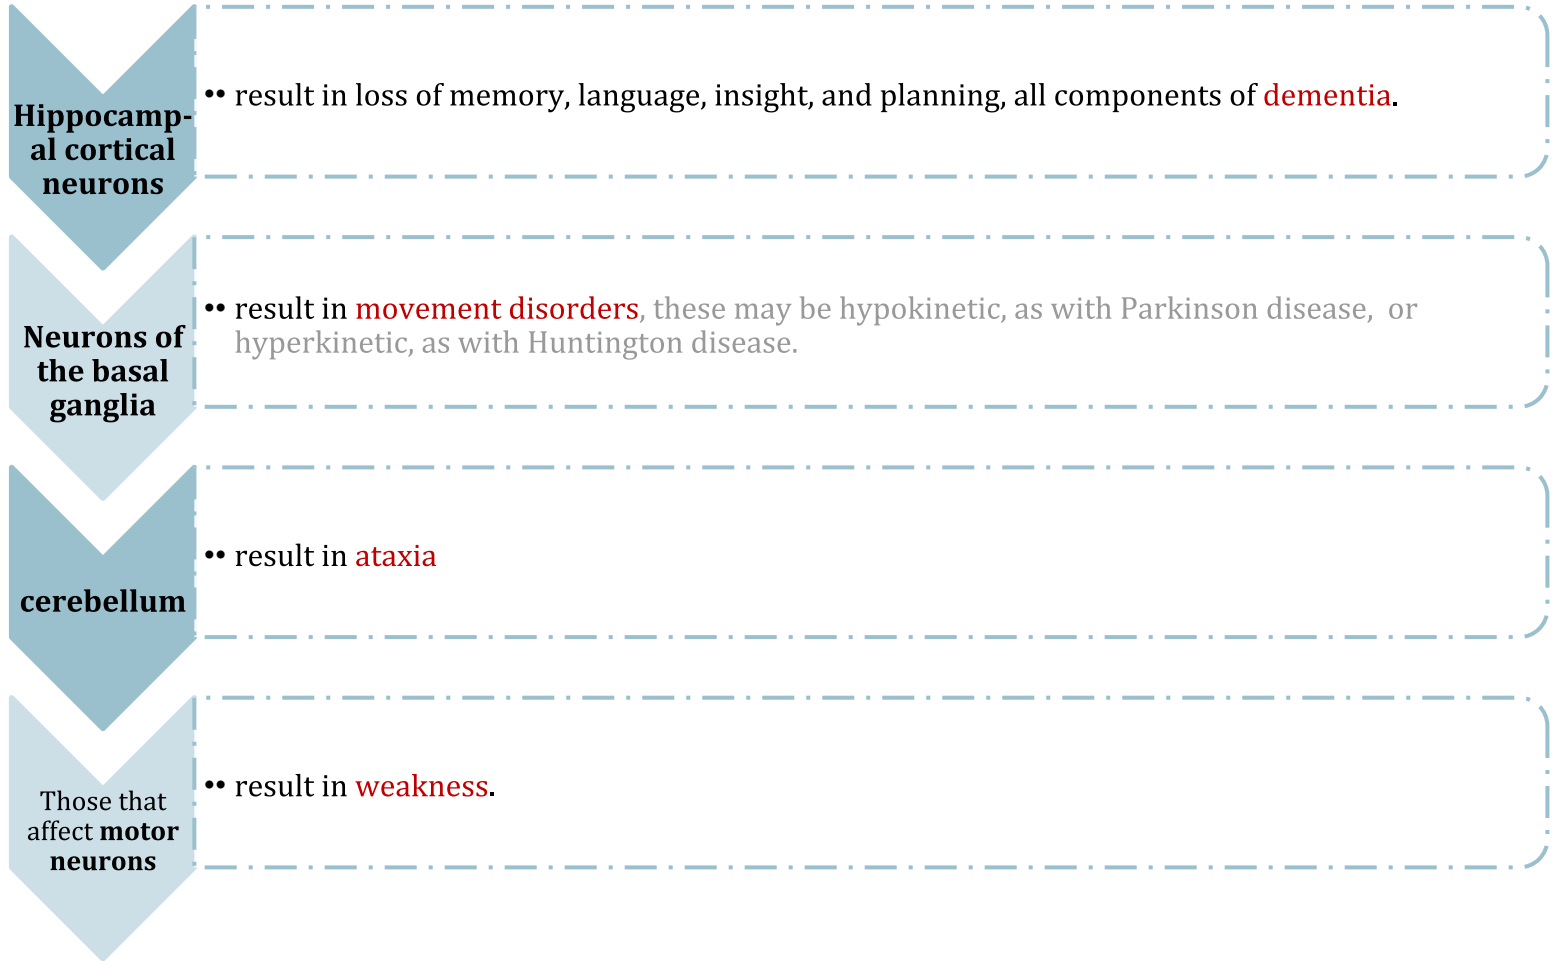 Hippocamp-
al cortical
neurons
•• result in loss of memory, language, insight, and planning, all components of dementia.
Neurons of
the basal
ganglia
•• result in movement disorders, these may be hypokinetic, as with Parkinson disease, or
hyperkinetic, as with Huntington disease.
cerebellum
•• result in ataxia
Those that
affect motor
neurons
•• result in weakness.